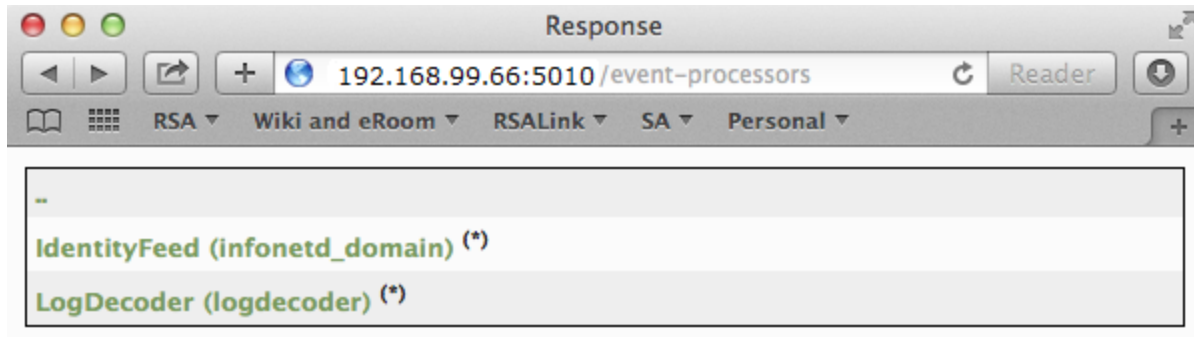 Response
192.168.99.66:5010/event-processors Reader
RSA Wiki and eRoom RSALink SA Personal
..
IdentityFeed (infonetd_domain) (*)
LogDecoder (logdecoder) (*)